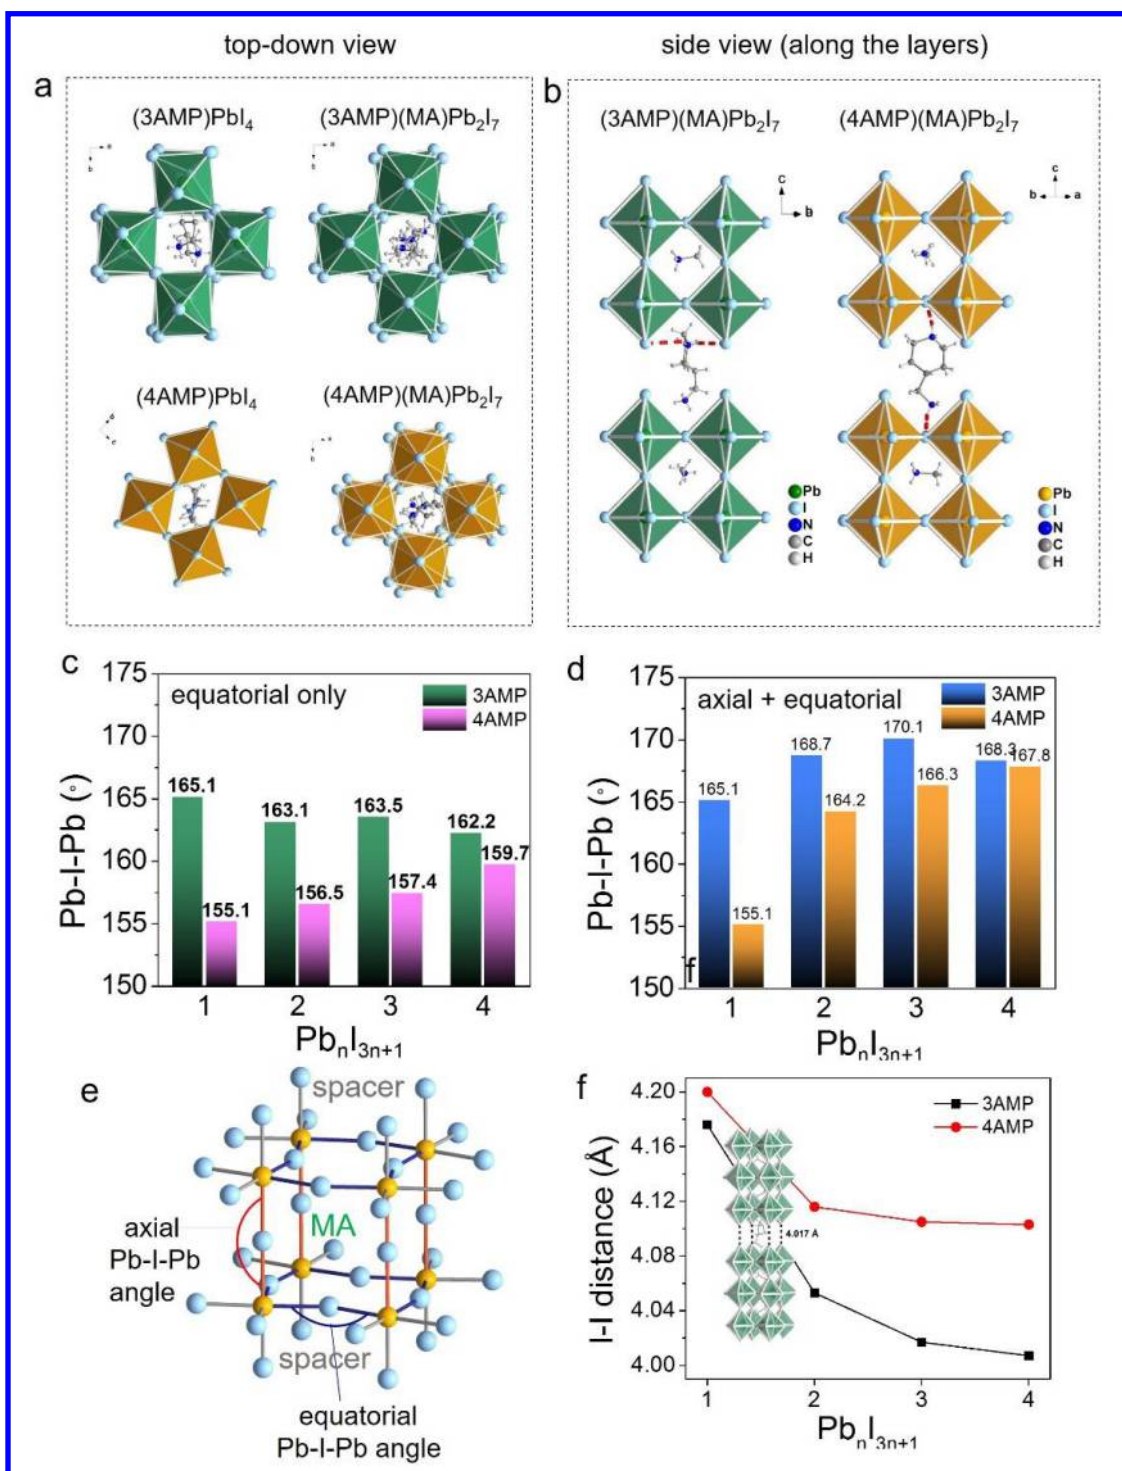 top-down view
side view (along the layers)
a
(3AMP)PbI4
(3AMP)(MA)Pb2I7
a
b
a
b
(4AMP)PbI4
(4AMP)(MA)Pb2I7
a
b
b
(3AMP)(MA)Pb2I7
(4AMP)(MA)Pb2I7
c
c
b
a
Pb
I
N
C
H
Pb
I
N
C
H
c
175
170
165
160
155
150
Pb-I-Pb (°)
equatorial only
3AMP
4AMP
165.1
155.1
163.1
156.5
163.5
157.4
162.2
159.7
1
2
3
4
PbnI3n+1
d
175
170
165
160
155
150
Pb-I-Pb (°)
axial + equatorial
3AMP
4AMP
165.1
155.1
168.7
164.2
170.1
166.3
168.3
167.8
f
1
2
3
4
PbnI3n+1
e
spacer
MA
axial
Pb-I-Pb
angle
spacer
equatorial
Pb-I-Pb angle
f
4.20
4.16
4.12
4.08
4.04
4.00
I-I distance (Å)
3AMP
4AMP
4.017 Å
1
2
3
4
PbnI3n+1